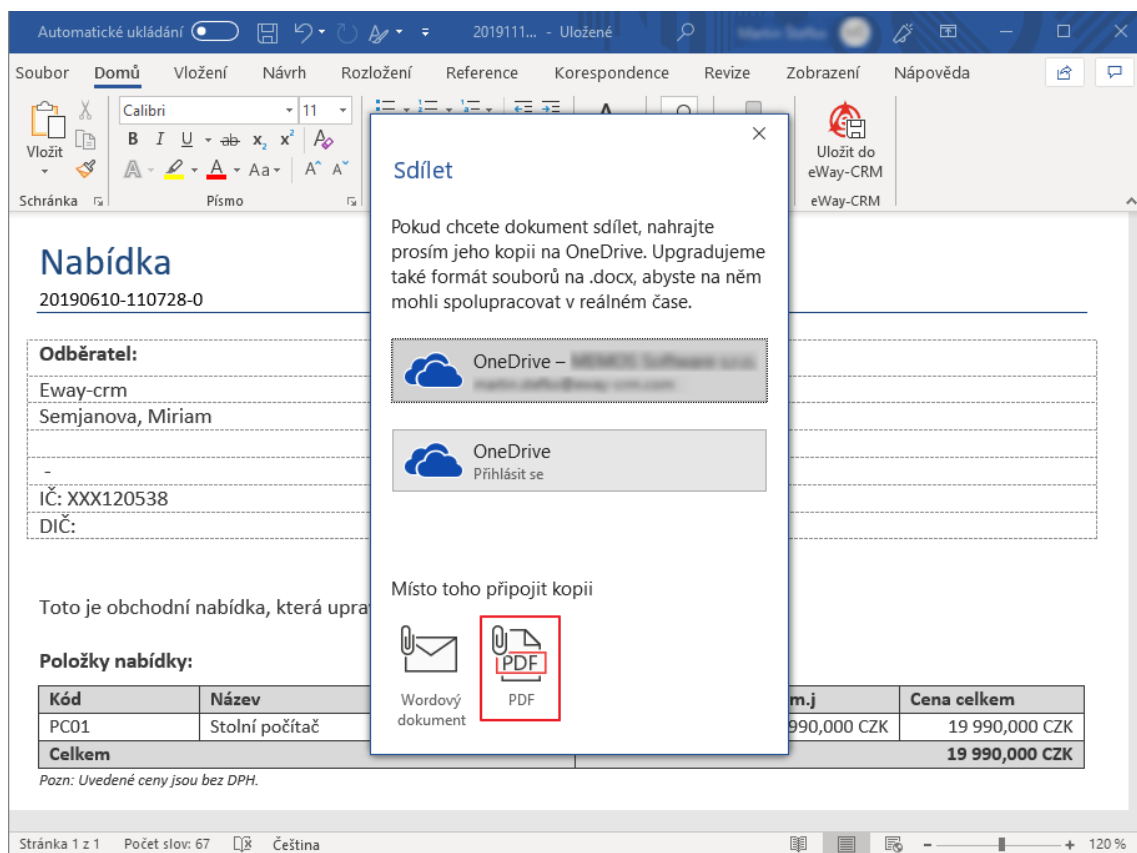 Automatické ukládání
2019111... - Uložené
Soubor Domů Vložení Návrh Rozložení Reference Korespondence Revize Zobrazení Nápověda
Vložit
Schránka
Calibri 11
B I U ab x₂ x² A
A A Aa A^ Aˇ
Písmo
Uložit do
eWay-CRM
eWay-CRM
Nabídka
20190610-110728-0
Odběratel:
Eway-crm
Semjanova, Miriam
-
IČ: XXX120538
DIČ:
Toto je obchodní nabídka, která upra
Položky nabídky:
Kód Název m.j Cena celkem
PC01 Stolní počítač 990,000 CZK 19 990,000 CZK
Celkem 19 990,000 CZK
Pozn: Uvedené ceny jsou bez DPH.
Sdílet
Pokud chcete dokument sdílet, nahrajte
prosím jeho kopii na OneDrive. Upgradujeme
také formát souborů na .docx, abyste na něm
mohli spolupracovat v reálném čase.
OneDrive –
OneDrive
Přihlásit se
Místo toho připojit kopii
Wordový
dokument
PDF
PDF
Stránka 1 z 1 Počet slov: 67 Čeština - + 120 %